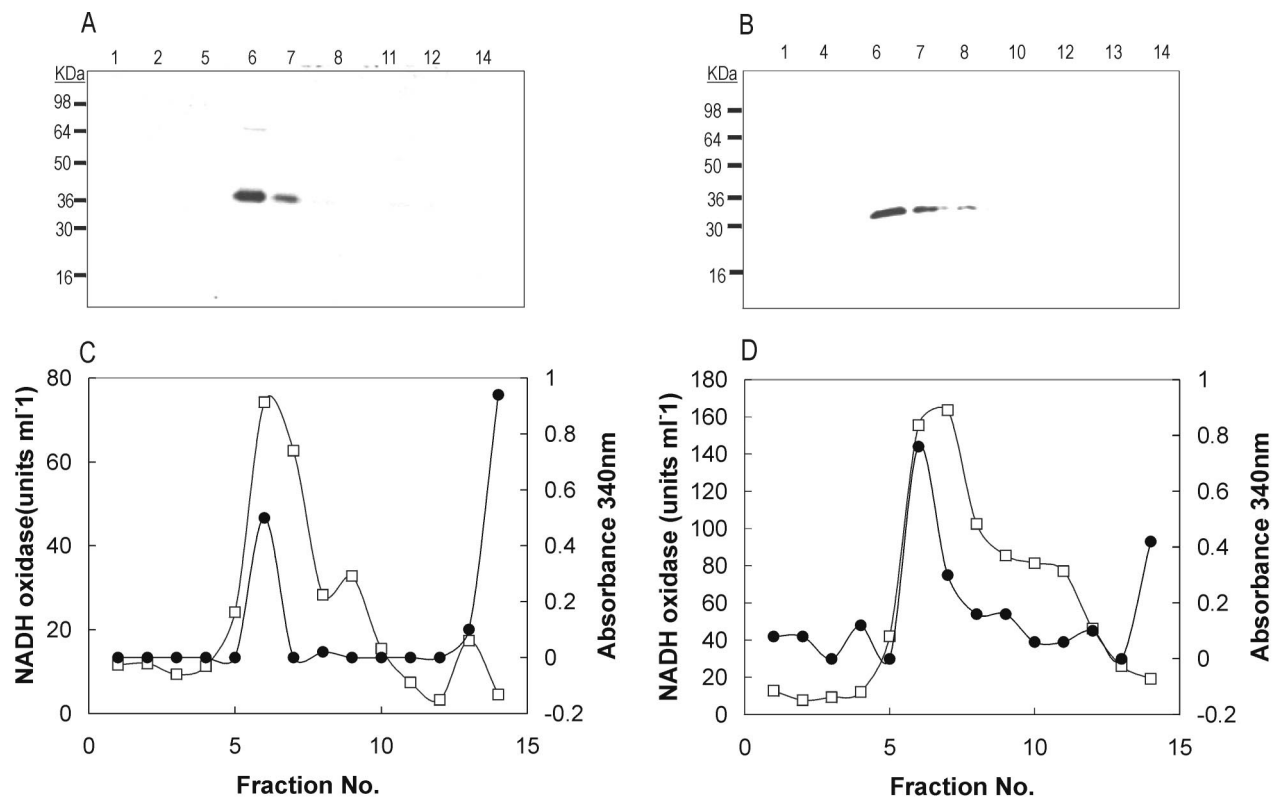 A
1 2 5 6 7 8 11 12 14
KDa
98
64
50
36
30
16
B
1 4 6 7 8 10 12 13 14
KDa
98
64
50
36
30
16
C
NADH oxidase(units ml-1)
80
60
40
20
0
1
0.8
0.6
0.4
0.2
0
-0.2
Absorbance 340nm
0 5 10 15
Fraction No.
D
NADH oxidase (units ml-1)
180
160
140
120
100
80
60
40
20
0
1
0.8
0.6
0.4
0.2
0
-0.2
Absorbance 340nm
0 5 10 15
Fraction No.